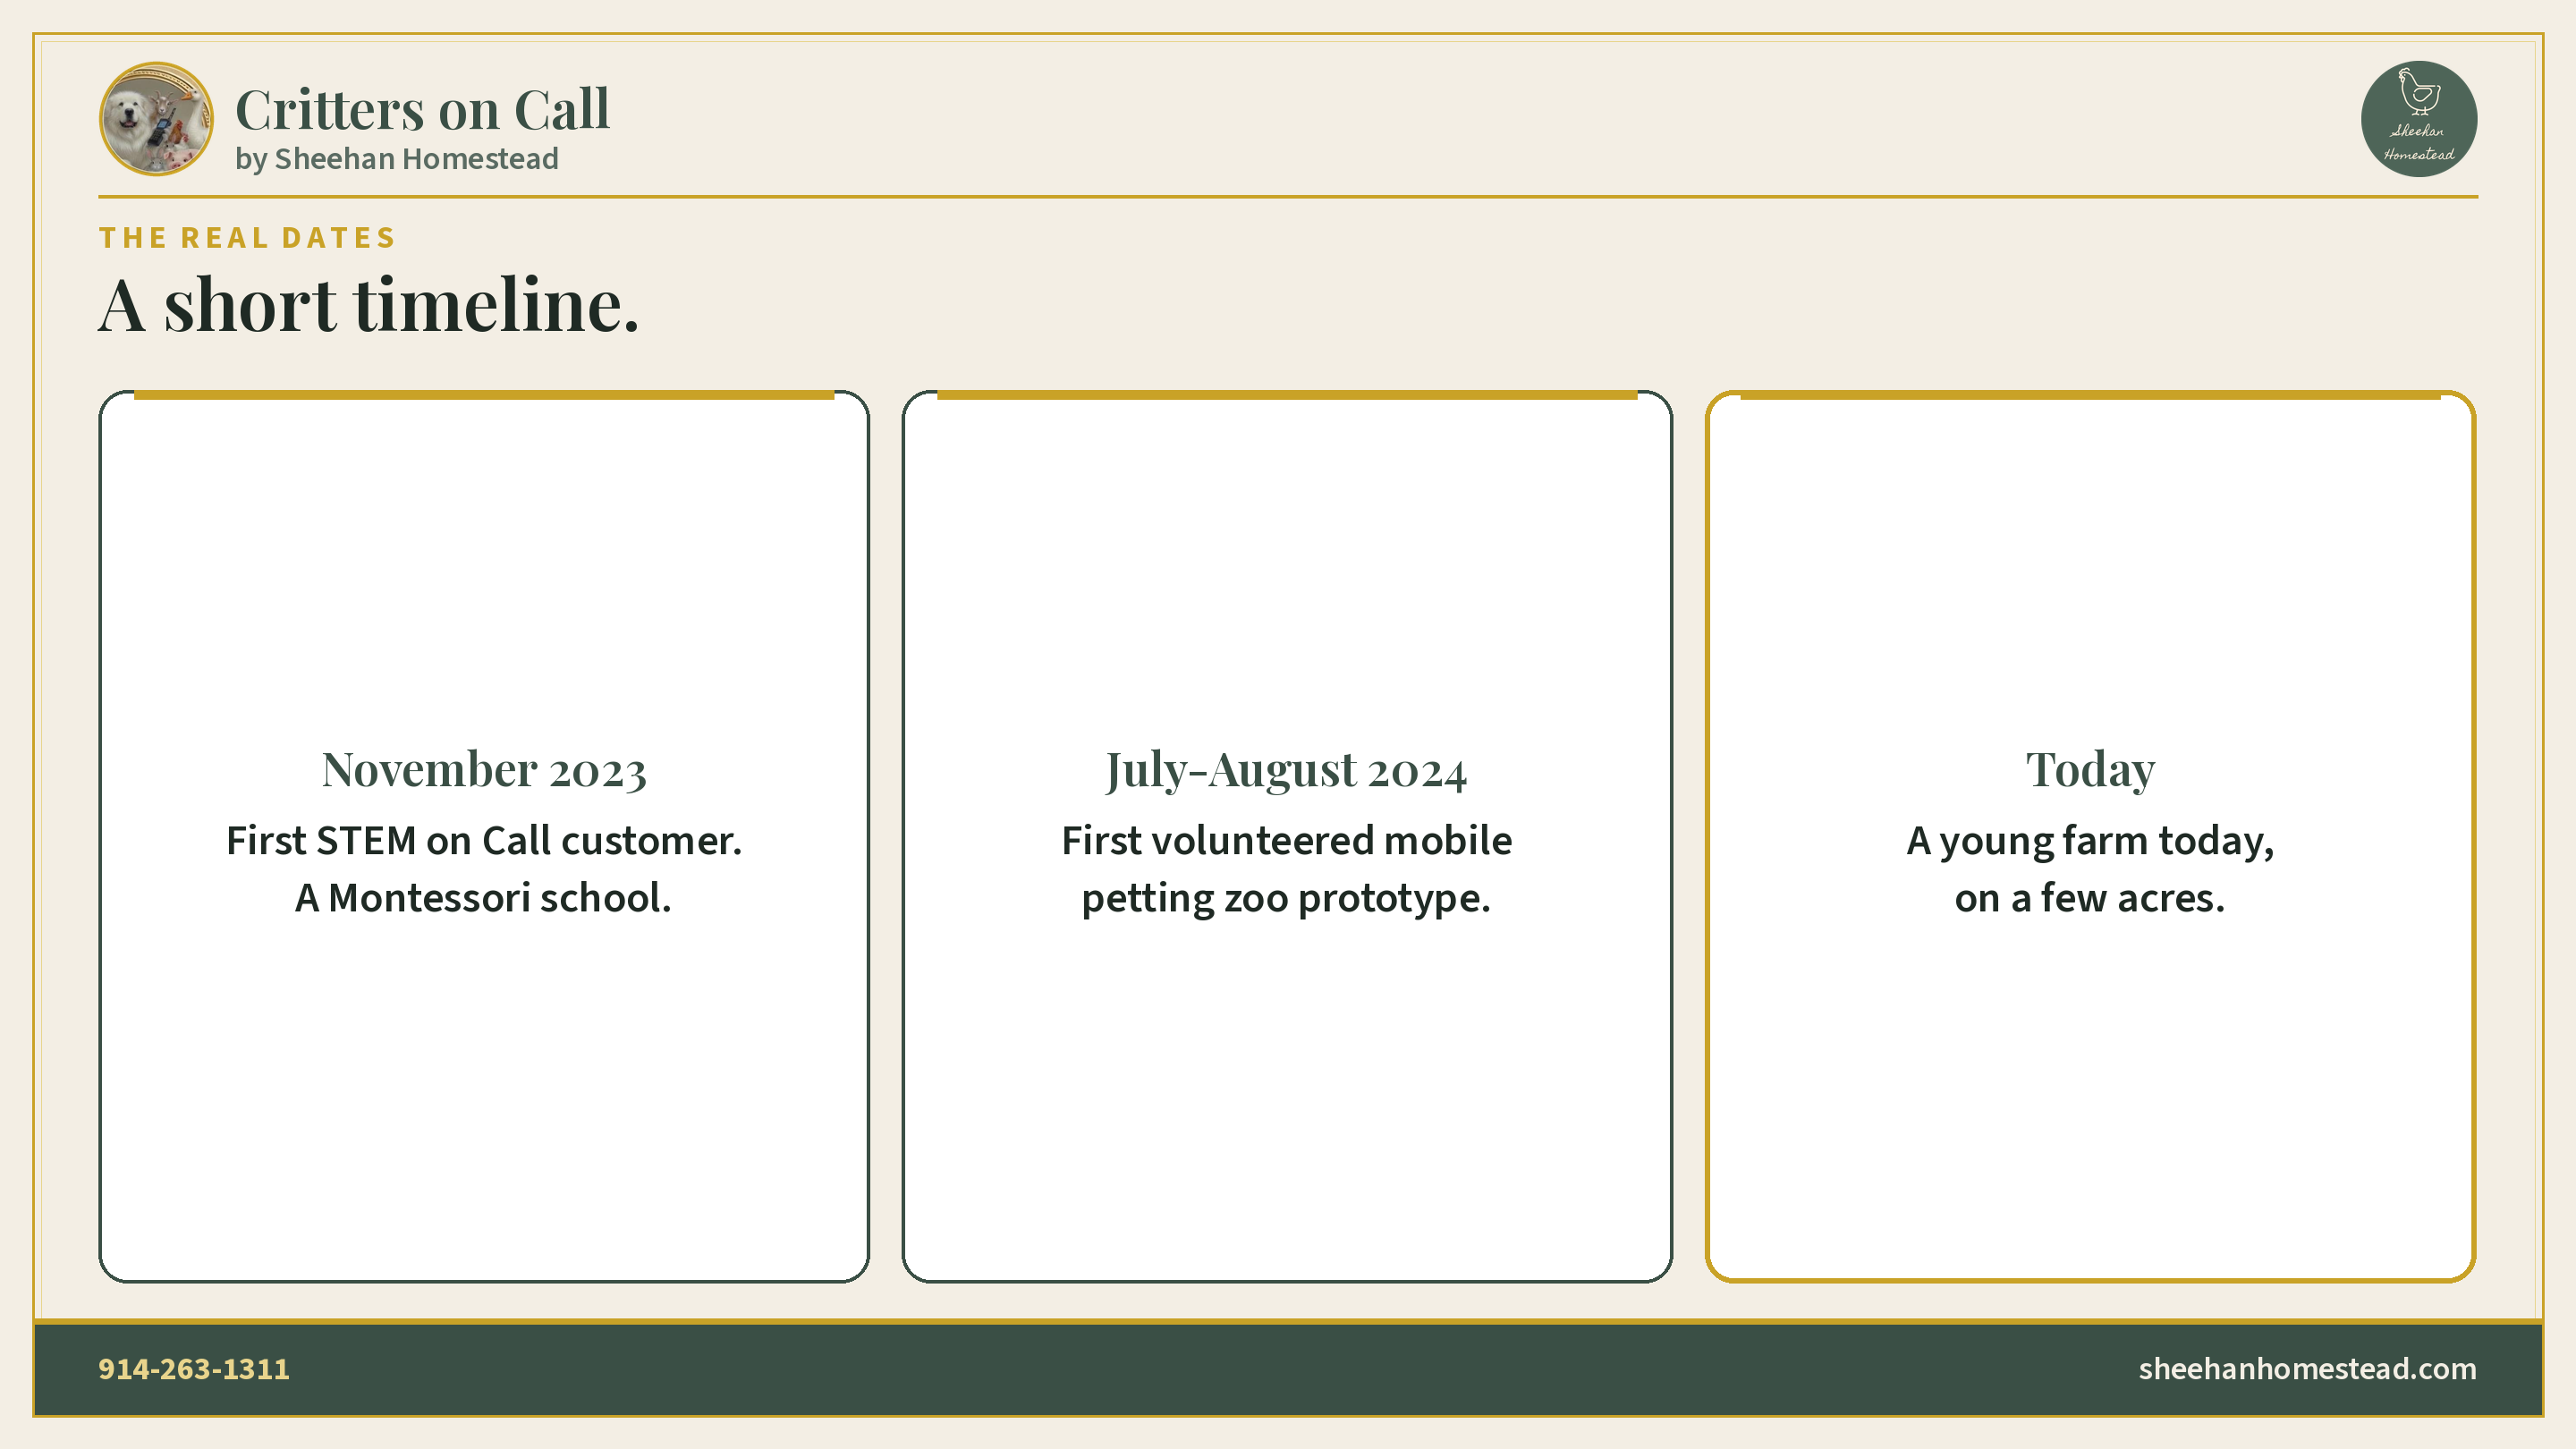 Critters on Call
by Sheehan Homestead
Sheehan
Homestead
THE REAL DATES
A short timeline.
November 2023
First STEM on Call customer.
A Montessori school.
July-August 2024
First volunteered mobile
petting zoo prototype.
Today
A young farm today,
on a few acres.
914-263-1311
sheehanhomestead.com